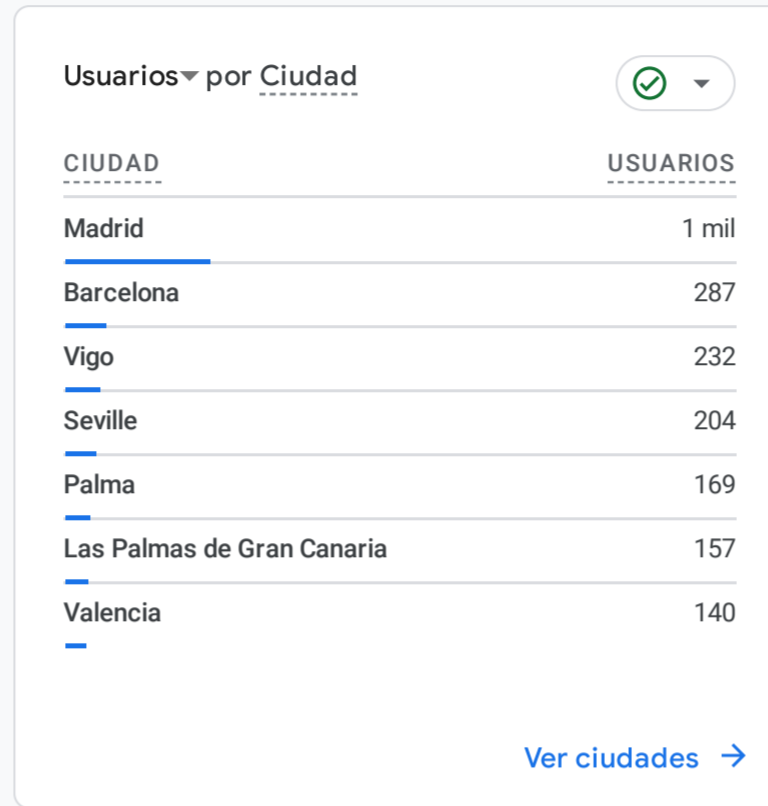 Usuarios por Ciudad
CIUDAD USUARIOS
Madrid 1 mil
Barcelona 287
Vigo 232
Seville 204
Palma 169
Las Palmas de Gran Canaria 157
Valencia 140
Ver ciudades